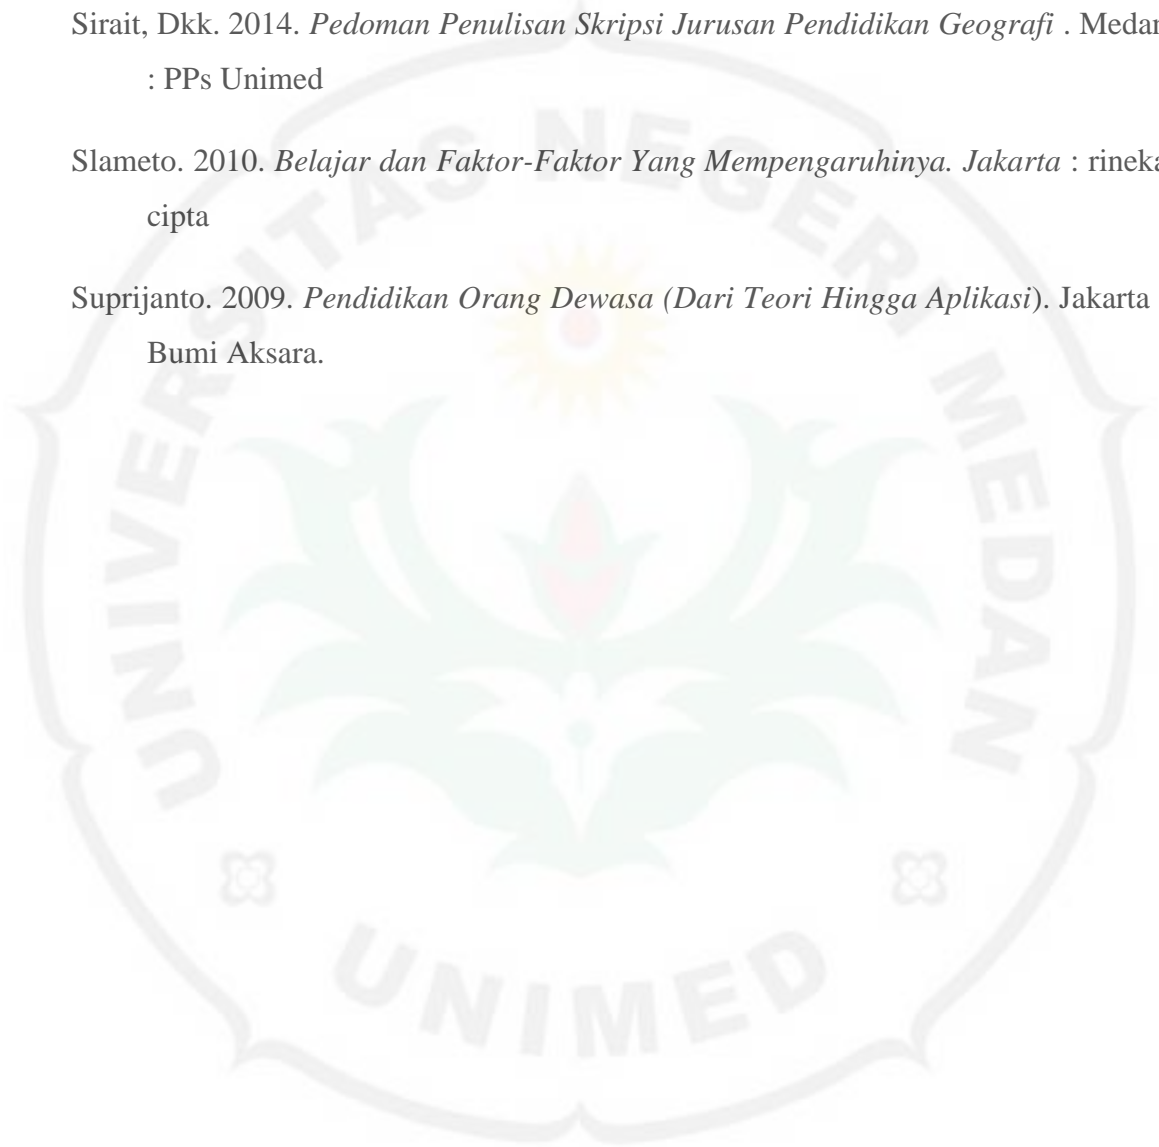 Sirait, Dkk. 2014. Pedoman Penulisan Skripsi Jurusan Pendidikan Geografi . Medan
: PPs Unimed
Slameto. 2010. Belajar dan Faktor-Faktor Yang Mempengaruhinya. Jakarta : rineka
cipta
Suprijanto. 2009. Pendidikan Orang Dewasa (Dari Teori Hingga Aplikasi). Jakarta
Bumi Aksara.
UNIVERSITAS NEGERI MEDAN
UNIMED